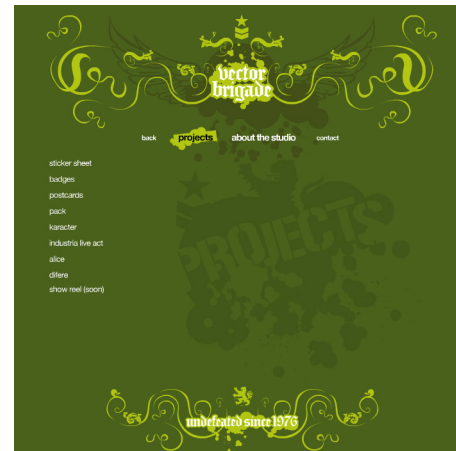 vector
brigade
back projects about the studio contact
sticker sheet
badges
postcards
pack
karacter
industria live act
alice
difere
show reel (soon)
PROJECTS
undefeated since 1976